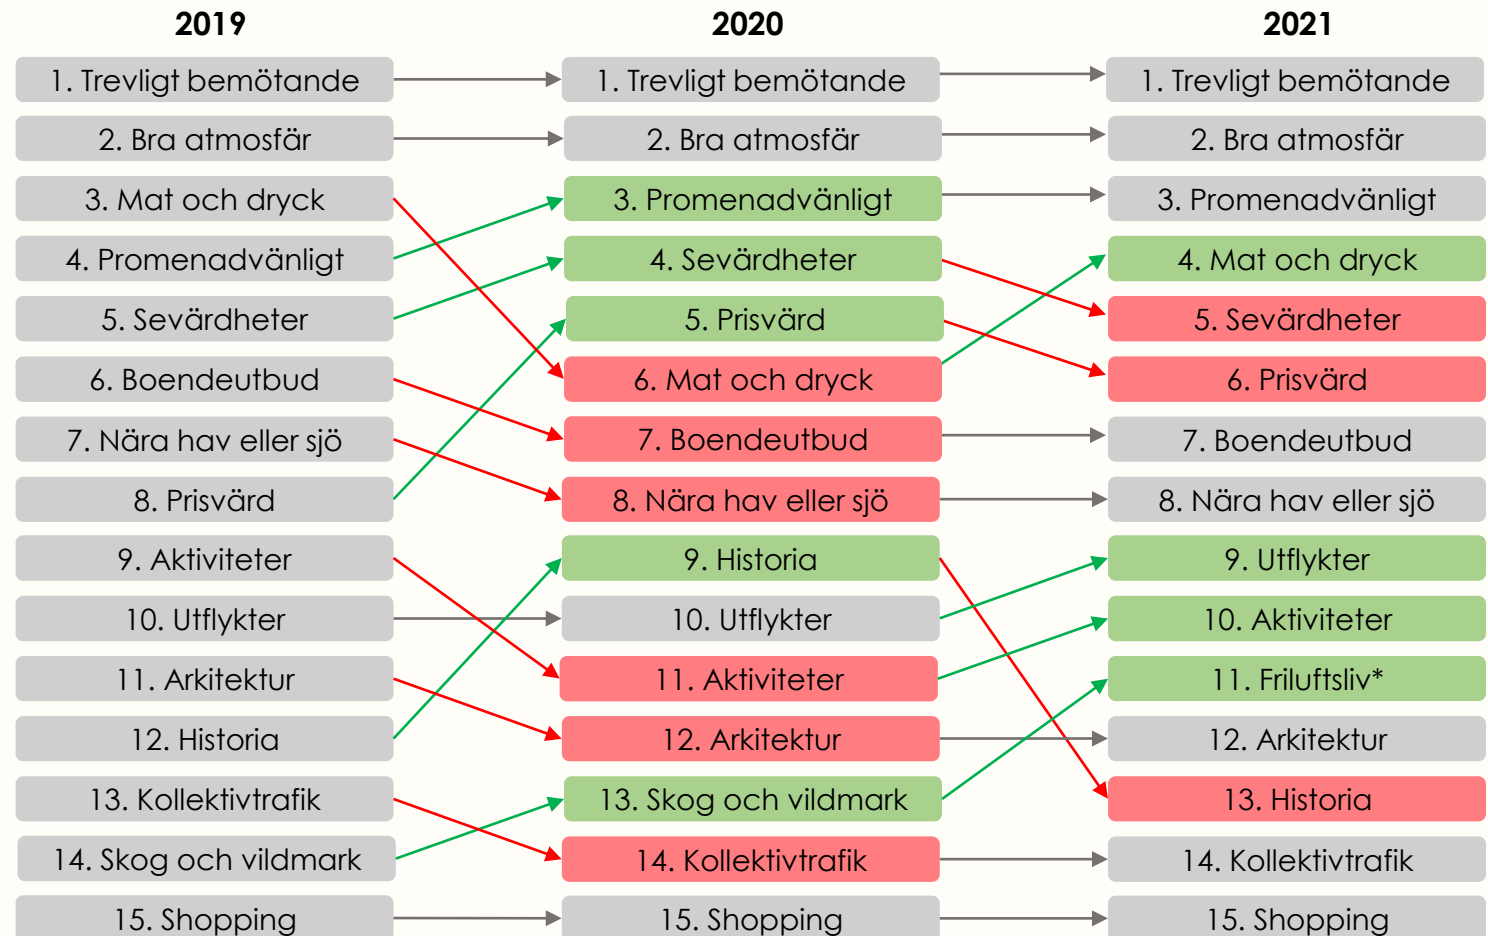 2019
2020
2021
1. Trevligt bemötande
1. Trevligt bemötande
1. Trevligt bemötande
2. Bra atmosfär
2. Bra atmosfär
2. Bra atmosfär
3. Mat och dryck
3. Promenadvänligt
3. Promenadvänligt
4. Promenadvänligt
4. Sevärdheter
4. Mat och dryck
5. Sevärdheter
5. Prisvärd
5. Sevärdheter
6. Boendeutbud
6. Mat och dryck
6. Prisvärd
7. Nära hav eller sjö
7. Boendeutbud
7. Boendeutbud
8. Prisvärd
8. Nära hav eller sjö
8. Nära hav eller sjö
9. Aktiviteter
9. Historia
9. Utflykter
10. Utflykter
10. Utflykter
10. Aktiviteter
11. Arkitektur
11. Aktiviteter
11. Friluftsliv*
12. Historia
12. Arkitektur
12. Arkitektur
13. Kollektivtrafik
13. Skog och vildmark
13. Historia
14. Skog och vildmark
14. Kollektivtrafik
14. Kollektivtrafik
15. Shopping
15. Shopping
15. Shopping